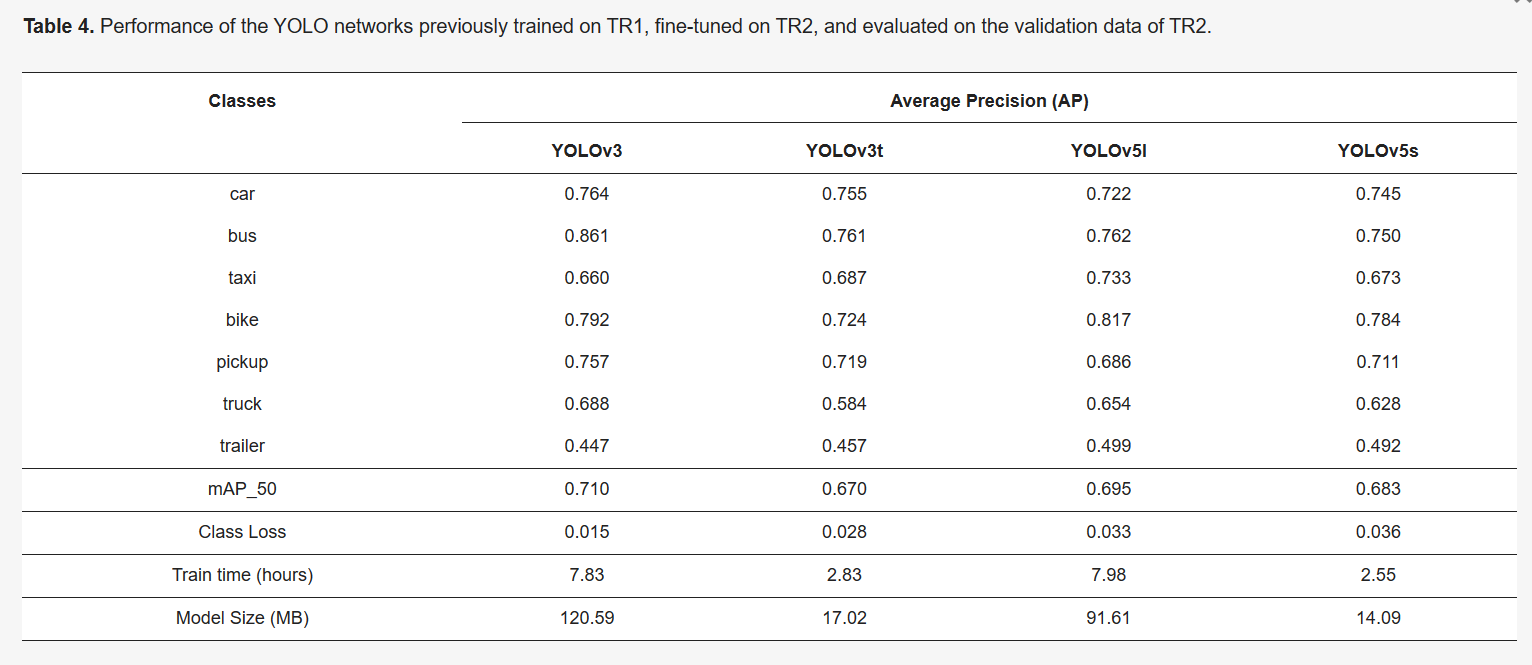 Table 4. Performance of the YOLO networks previously trained on TR1, fine-tuned on TR2, and evaluated on the validation data of TR2.
Classes Average Precision (AP)
YOLOv3 YOLOv3t YOLOv5l YOLOv5s
car 0.764 0.755 0.722 0.745
bus 0.861 0.761 0.762 0.750
taxi 0.660 0.687 0.733 0.673
bike 0.792 0.724 0.817 0.784
pickup 0.757 0.719 0.686 0.711
truck 0.688 0.584 0.654 0.628
trailer 0.447 0.457 0.499 0.492
mAP_50 0.710 0.670 0.695 0.683
Class Loss 0.015 0.028 0.033 0.036
Train time (hours) 7.83 2.83 7.98 2.55
Model Size (MB) 120.59 17.02 91.61 14.09